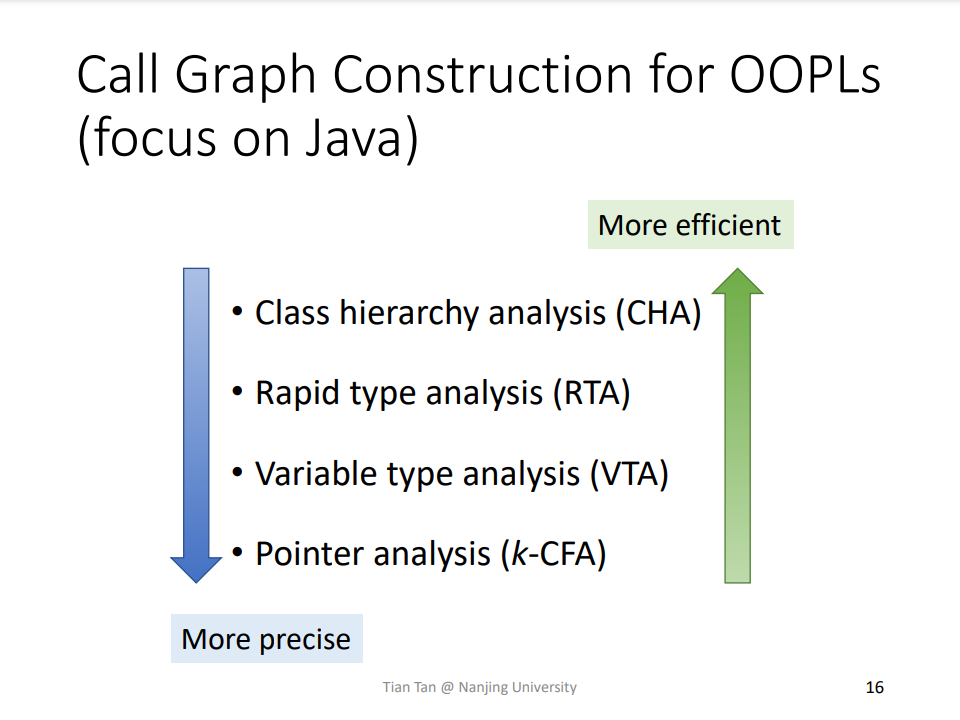 Call Graph Construction for OOPLs
(focus on Java)
More efficient
• Class hierarchy analysis (CHA)
• Rapid type analysis (RTA)
• Variable type analysis (VTA)
• Pointer analysis (k-CFA)
More precise
Tian Tan @ Nanjing University
16